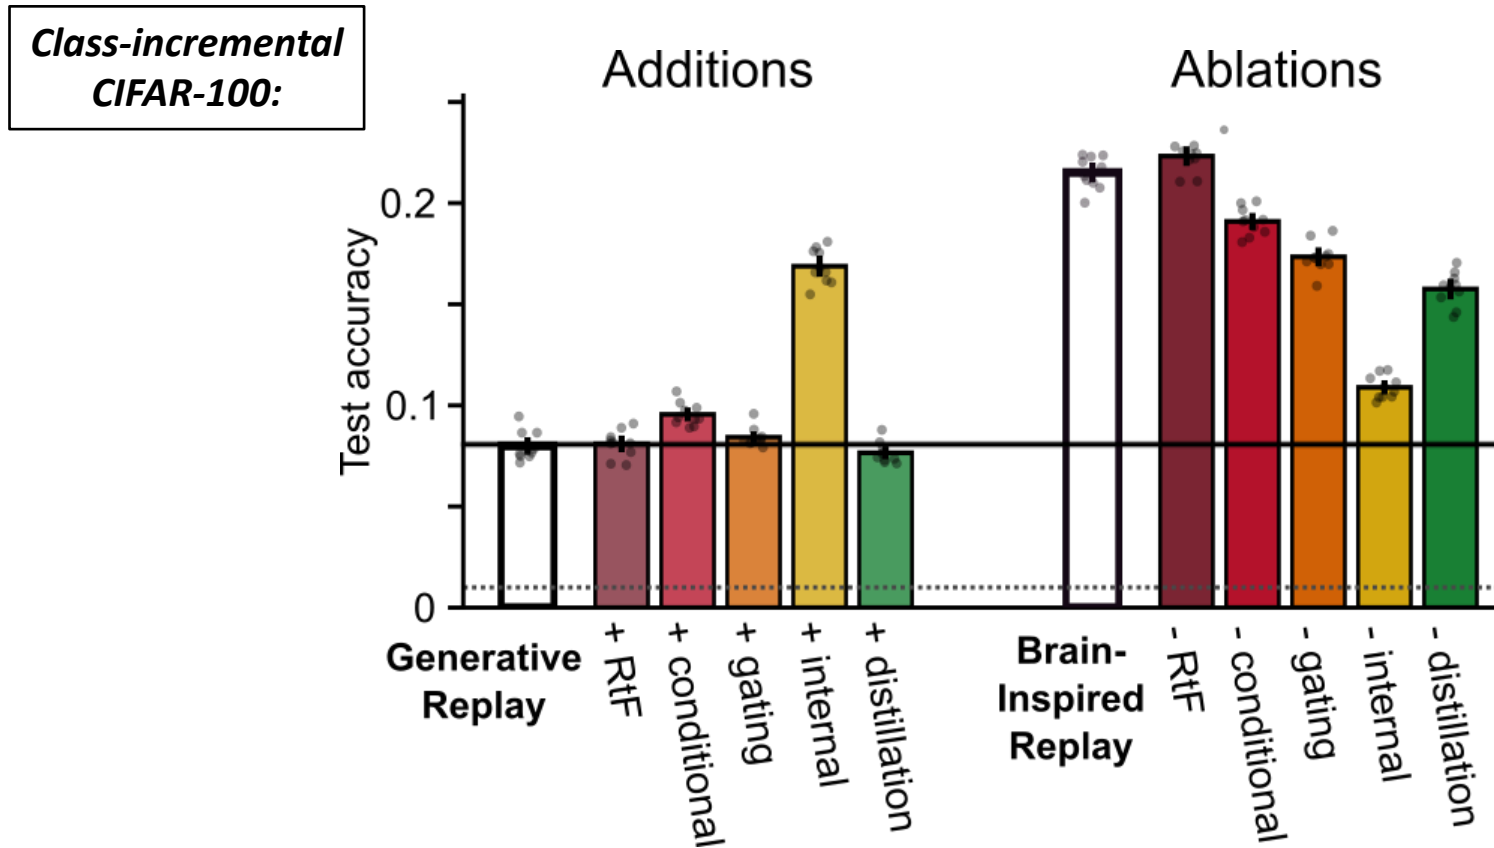 Class-incremental
CIFAR-100:
Additions
Ablations
Test accuracy
0.2
0.1
0
Generative
Replay
+ RtF
+ conditional
+ gating
+ internal
+ distillation
Brain-
Inspired
Replay
- RtF
- conditional
- gating
- internal
- distillation